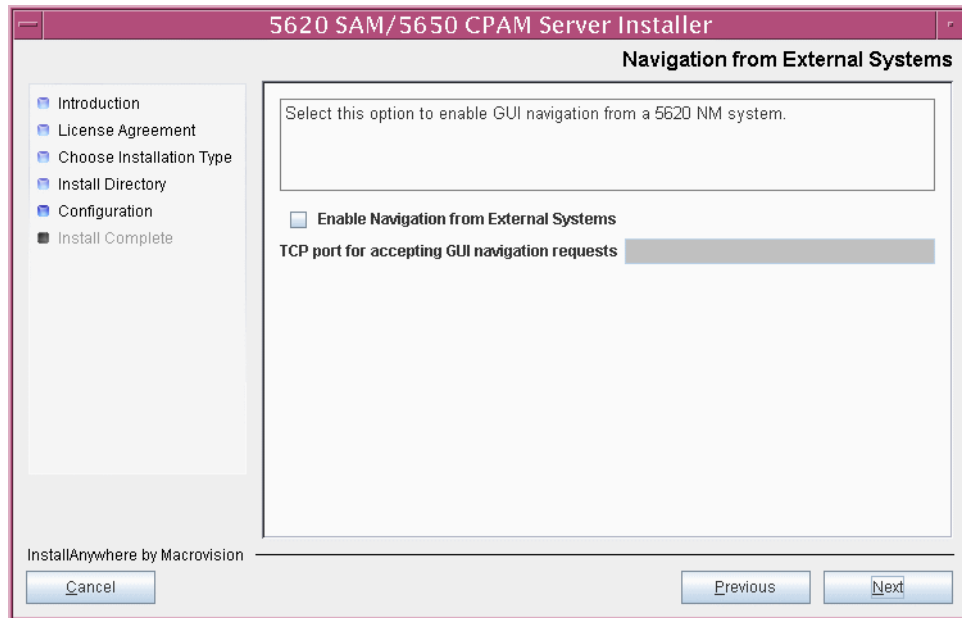 5620 SAM/5650 CPAM Server Installer
Navigation from External Systems
Introduction
License Agreement
Choose Installation Type
Install Directory
Configuration
Install Complete
Select this option to enable GUI navigation from a 5620 NM system.
Enable Navigation from External Systems
TCP port for accepting GUI navigation requests
InstallAnywhere by Macrovision
Cancel
Previous
Next